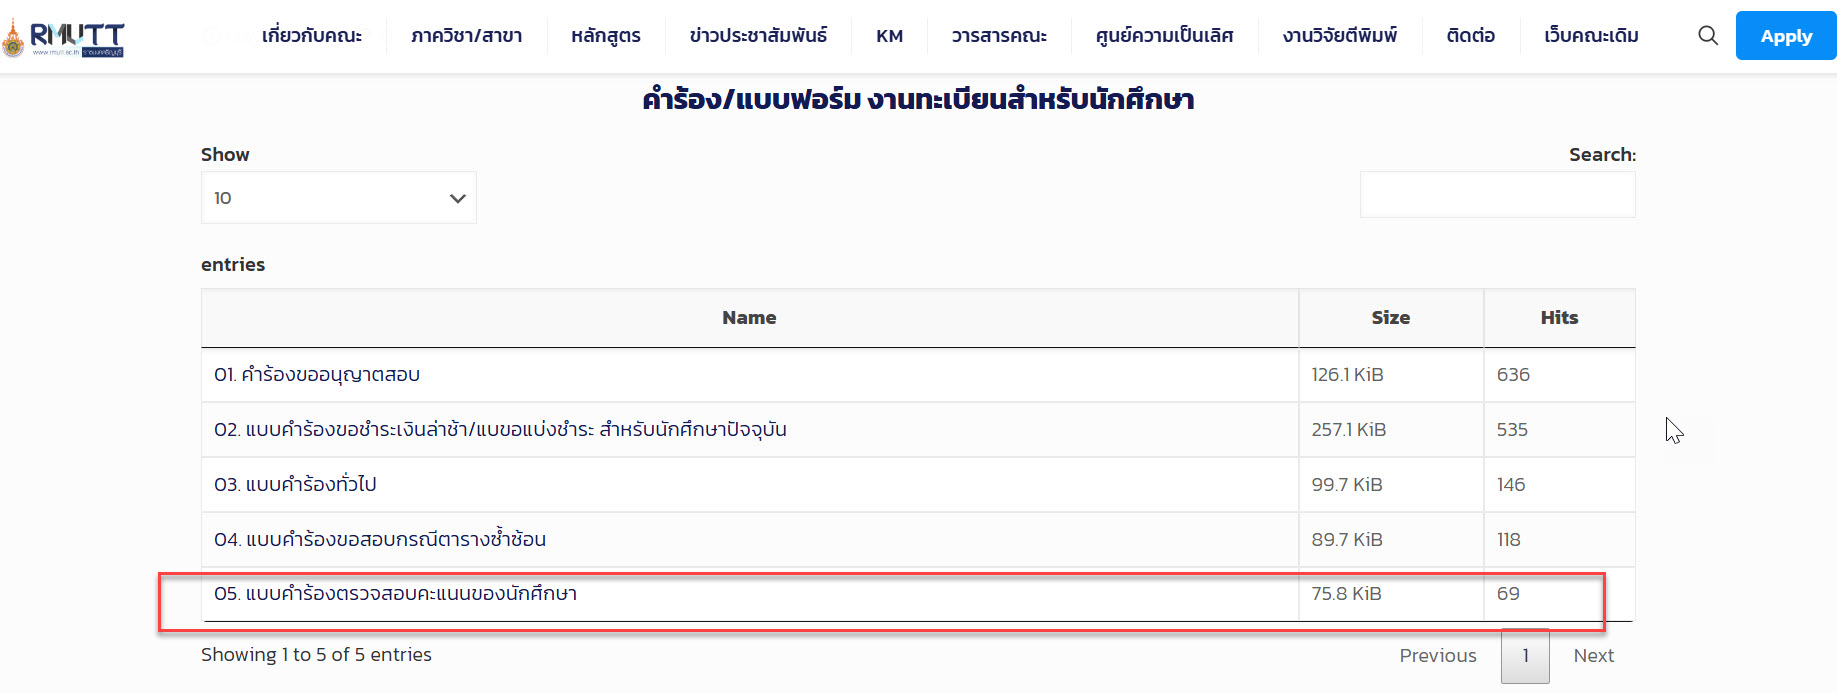 RMUTT
www.rmutt.ac.th ราชมงคลธัญบุรี
เกี่ยวกับคณะ ภาควิชา/สาขา หลักสูตร ข่าวประชาสัมพันธ์ KM วารสารคณะ ศูนย์ความเป็นเลิศ งานวิจัยตีพิมพ์ ติดต่อ เว็บคณะเดิม Apply
คำร้อง/แบบฟอร์ม งานทะเบียนสำหรับนักศึกษา
Show Search:
10
entries
Name Size Hits
01. คำร้องขออนุญาตสอบ 126.1 KiB 636
02. แบบคำร้องขอชำระเงินล่าช้า/แบขอแบ่งชำระ สำหรับนักศึกษาปัจจุบัน 257.1 KiB 535
03. แบบคำร้องทั่วไป 99.7 KiB 146
04. แบบคำร้องขอสอบกรณีตารางซ้ำซ้อน 89.7 KiB 118
05. แบบคำร้องตรวจสอบคะแนนของนักศึกษา 75.8 KiB 69
Showing 1 to 5 of 5 entries Previous 1 Next